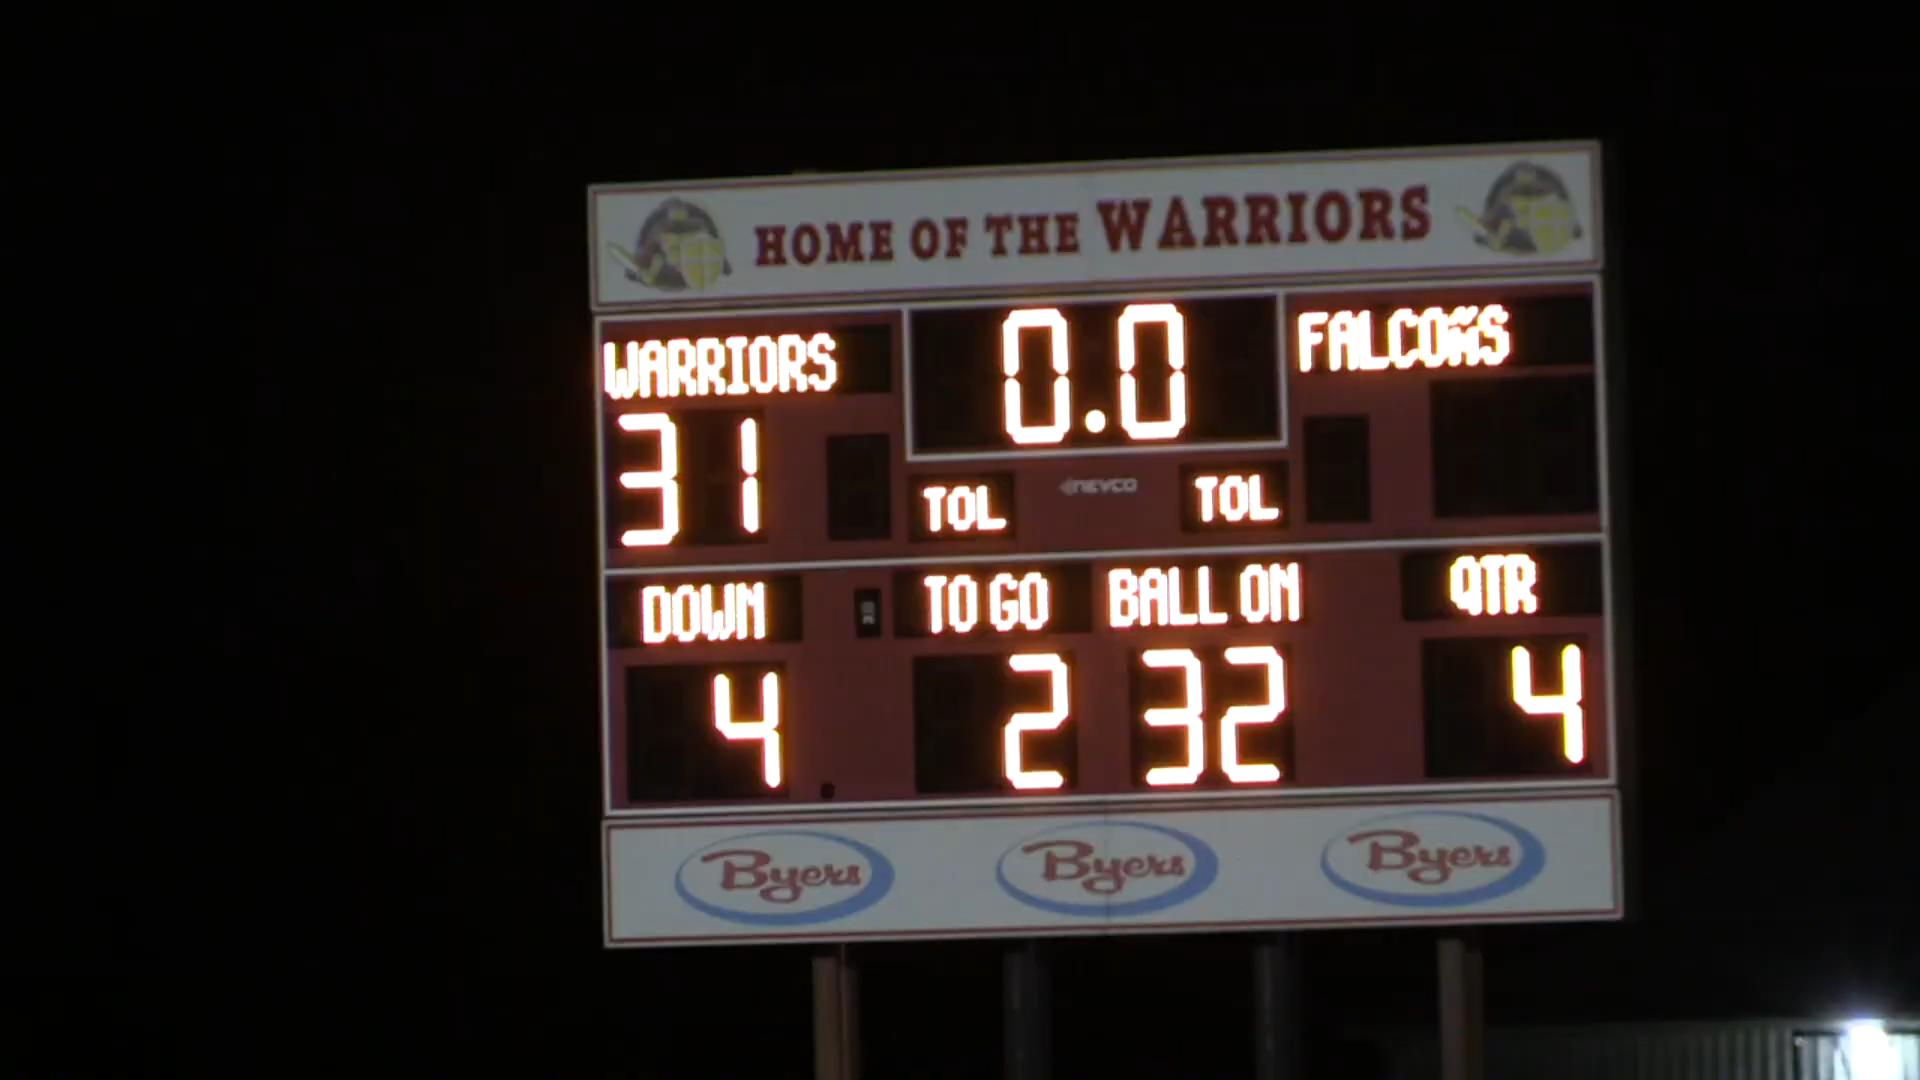 HOME OF THE WARRIORS
WARRIORS 0.0 FALCONS
31
TOL NEVCO TOL
DOWN TO GO BALL ON QTR
4 2 32 4
Byers Byers Byers